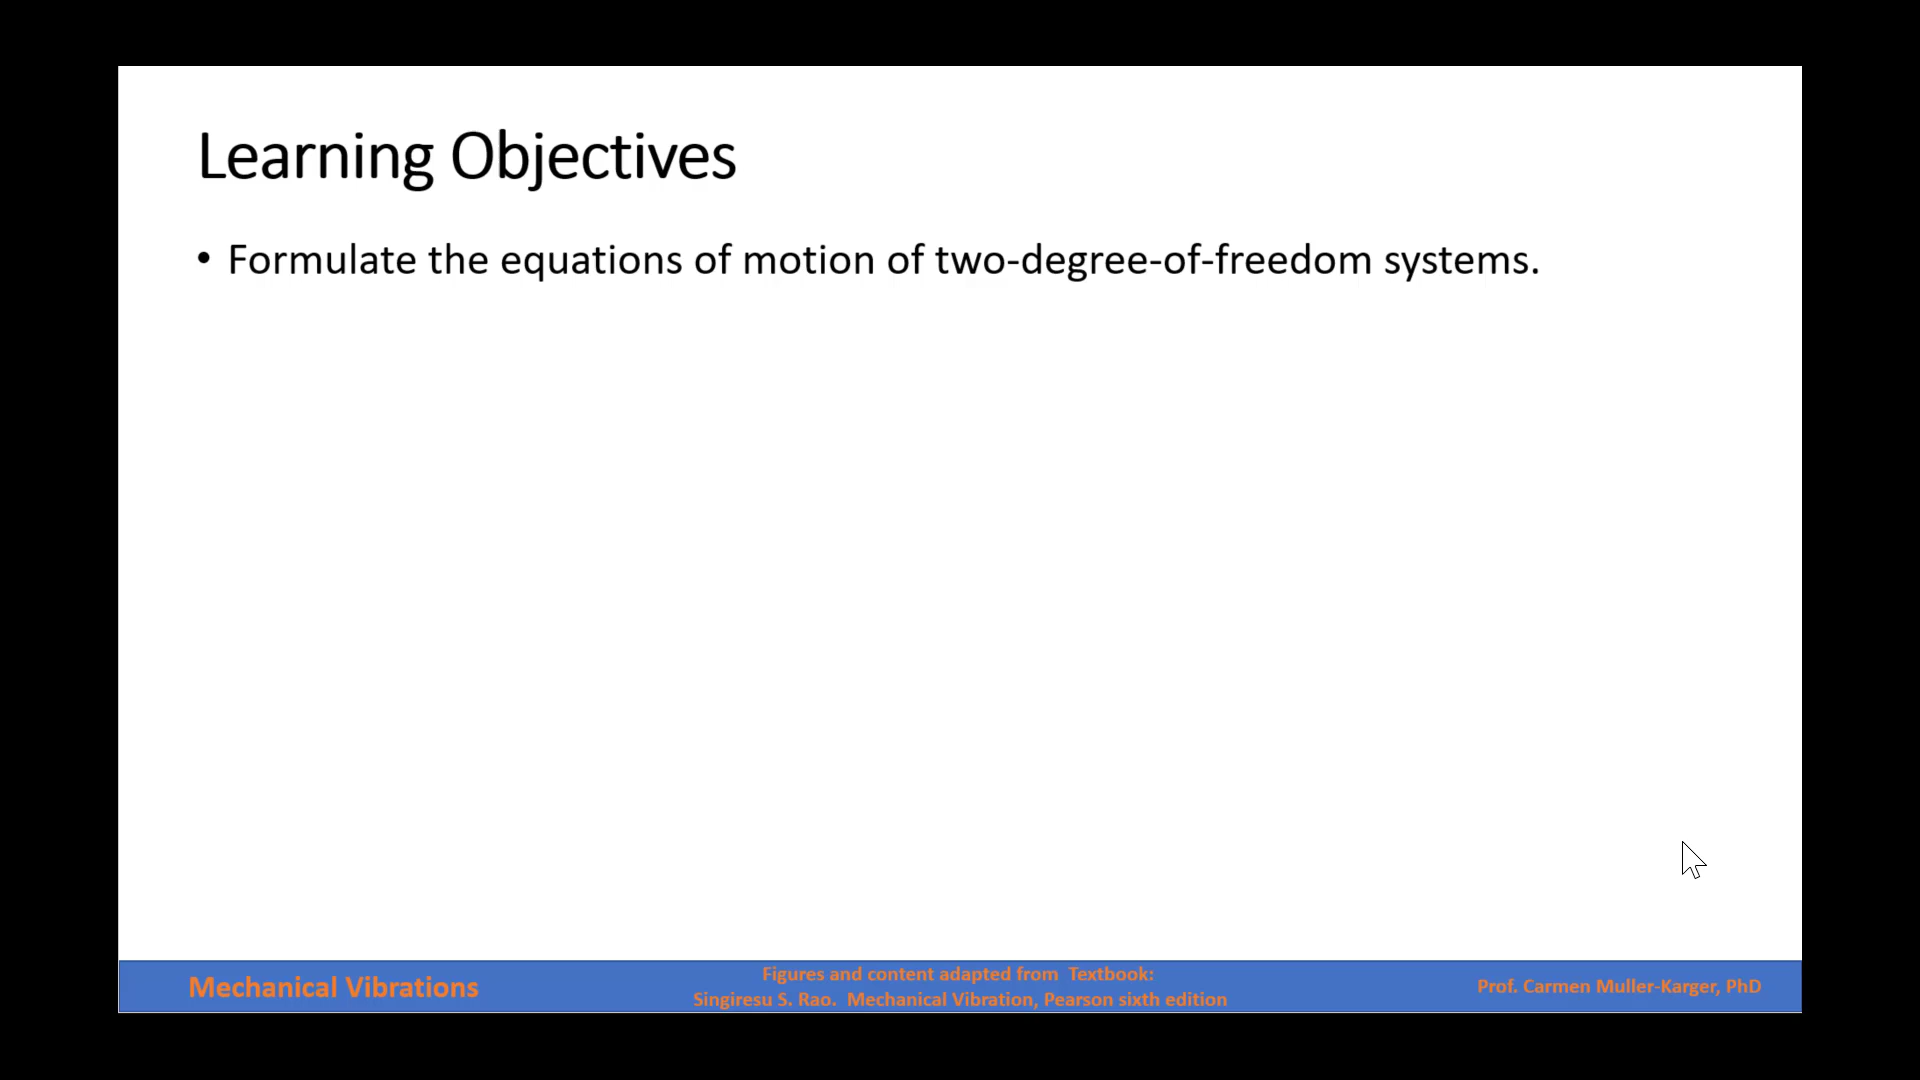 Learning Objectives
• Formulate the equations of motion of two-degree-of-freedom systems.
Mechanical Vibrations
Figures and content adapted from Textbook:
Singiresu S. Rao. Mechanical Vibration, Pearson sixth edition
Prof. Carmen Muller-Karger, PhD